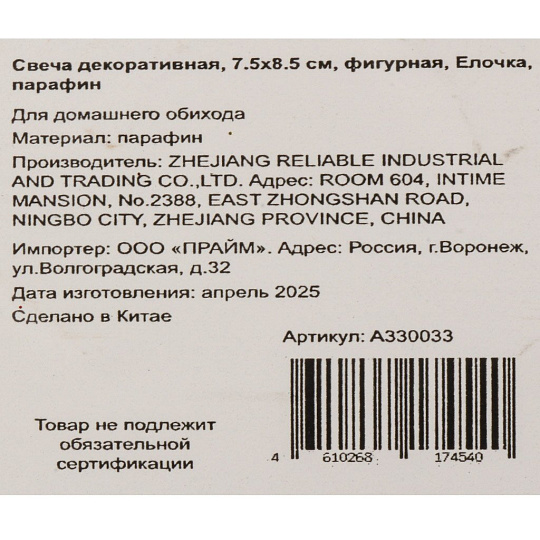 Свеча декоративная, 7.5х8.5 см, фигурная, Елочка,
парафин
Для домашнего обихода
Материал: парафин
Производитель: ZHEJIANG RELIABLE INDUSTRIAL
AND TRADING CO.,LTD. Адрес: ROOM 604, INTIME
MANSION, No.2388, EAST ZHONGSHAN ROAD,
NINGBO CITY, ZHEJIANG PROVINCE, CHINA
Импортер: ООО «ПРАЙМ». Адрес: Россия, г.Воронеж,
ул.Волгоградская, д.32
Дата изготовления: апрель 2025
Сделано в Китае
Артикул: А330033
Товар не подлежит
обязательной
сертификации
4 610268 174540